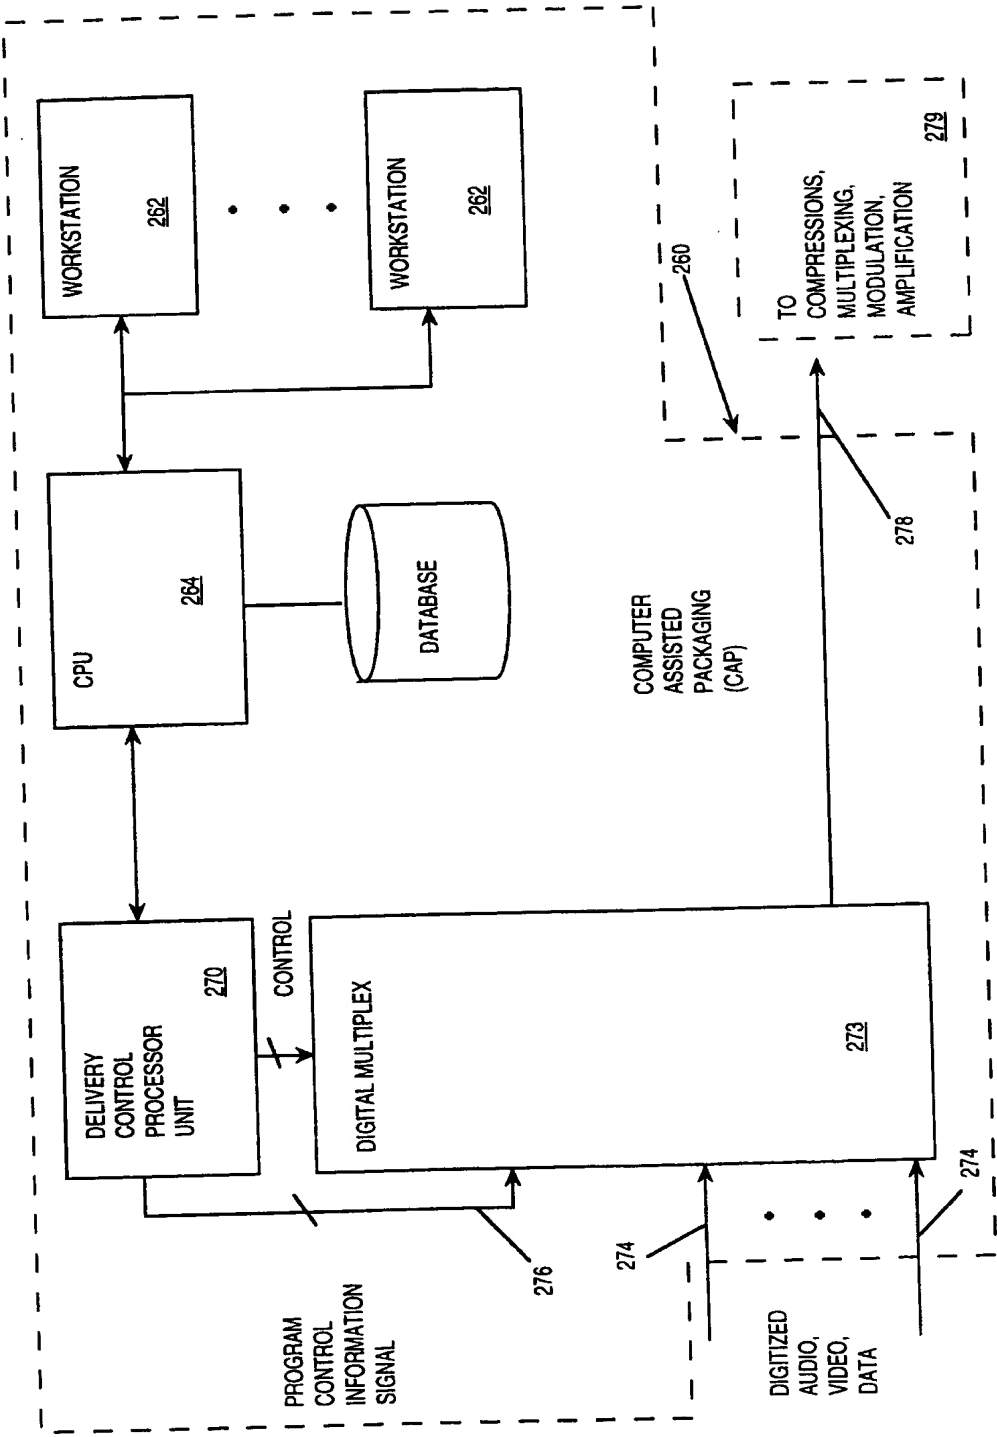 DELIVERY
CONTROL
PROCESSOR
UNIT
270
CPU
264
WORKSTATION
262
WORKSTATION
262
DATABASE
CONTROL
DIGITAL MULTIPLEX
273
PROGRAM
CONTROL
INFORMATION
SIGNAL
276
274
274
DIGITIZED
AUDIO,
VIDEO,
DATA
COMPUTER
ASSISTED
PACKAGING
(CAP)
260
278
TO
COMPRESSIONS,
MULTIPLEXING,
MODULATION,
AMPLIFICATION
279